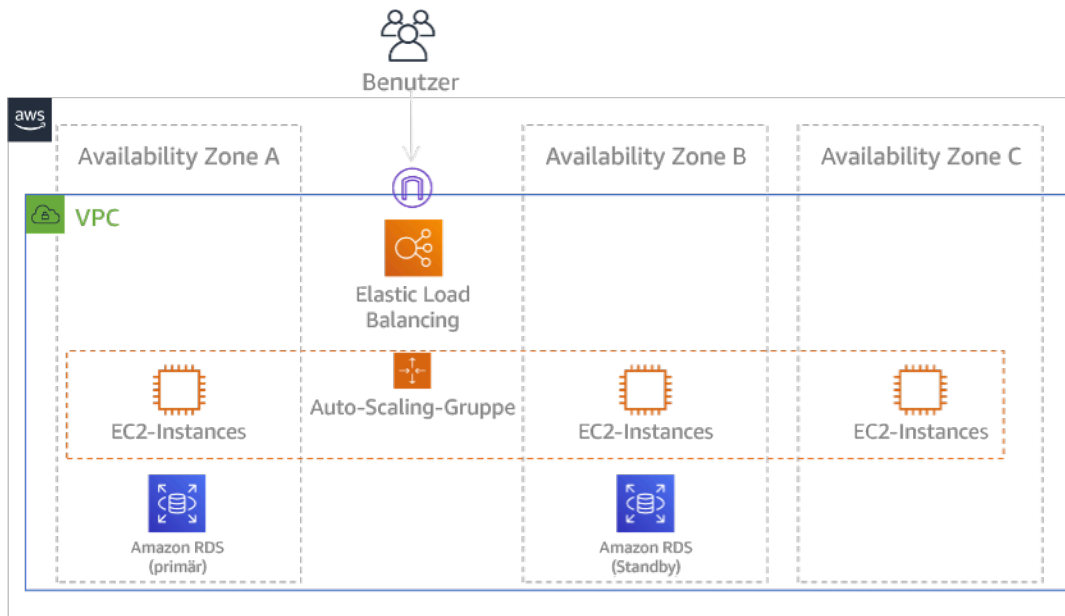 Benutzer
aws
Availability Zone A
Availability Zone B
Availability Zone C
VPC
Elastic Load
Balancing
Auto-Scaling-Gruppe
EC2-Instances
EC2-Instances
EC2-Instances
Amazon RDS
(primär)
Amazon RDS
(Standby)